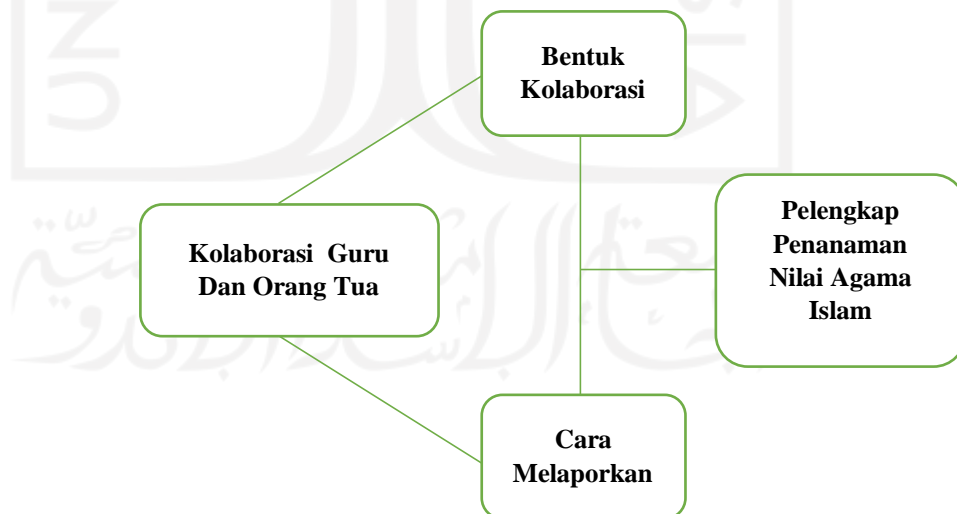 Bentuk
Kolaborasi
Kolaborasi Guru
Dan Orang Tua
Pelengkap
Penanaman
Nilai Agama
Islam
Cara
Melaporkan